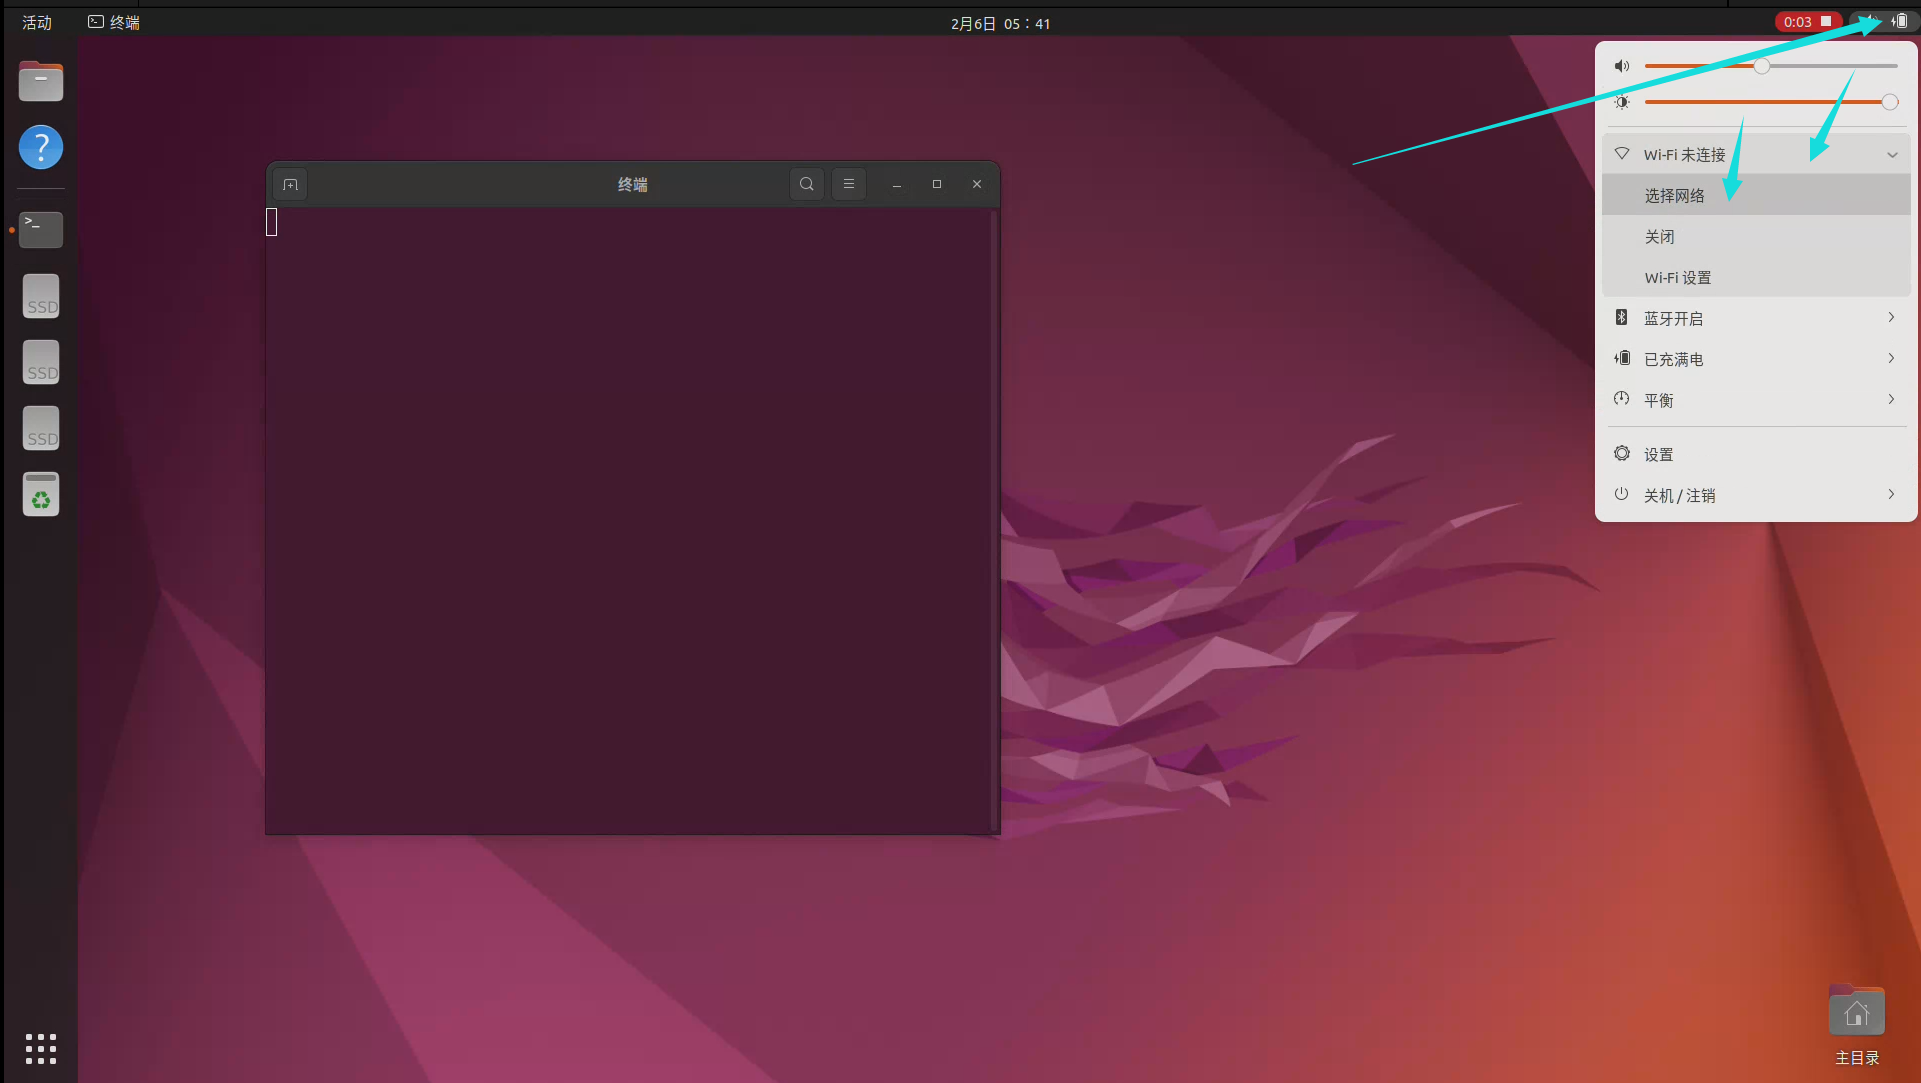 活动
终端
2月6日 05：41
0:03
终端
>_
SSD
SSD
SSD
Wi-Fi 未连接
选择网络
关闭
Wi-Fi 设置
蓝牙开启
已充满电
平衡
设置
关机 / 注销
主目录